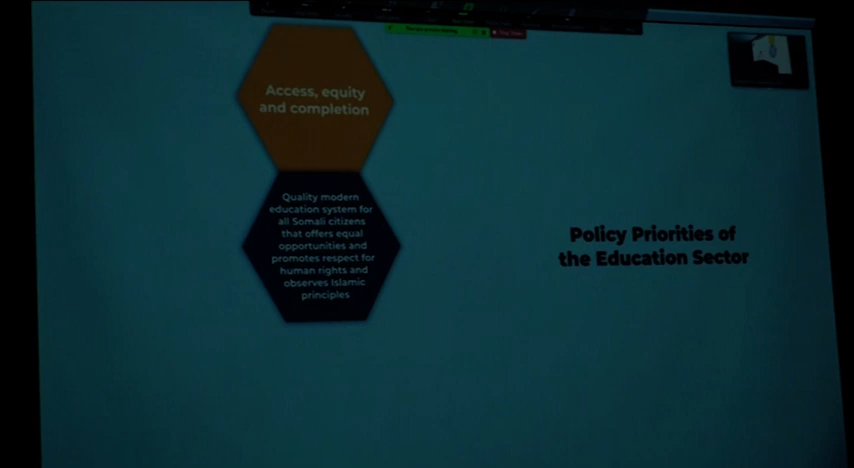 Access, equity
and completion
Quality modern
education system for
all Somali citizens
that offers equal
opportunities and
promotes respect for
human rights and
observes Islamic
principles
Policy Priorities of
the Education Sector